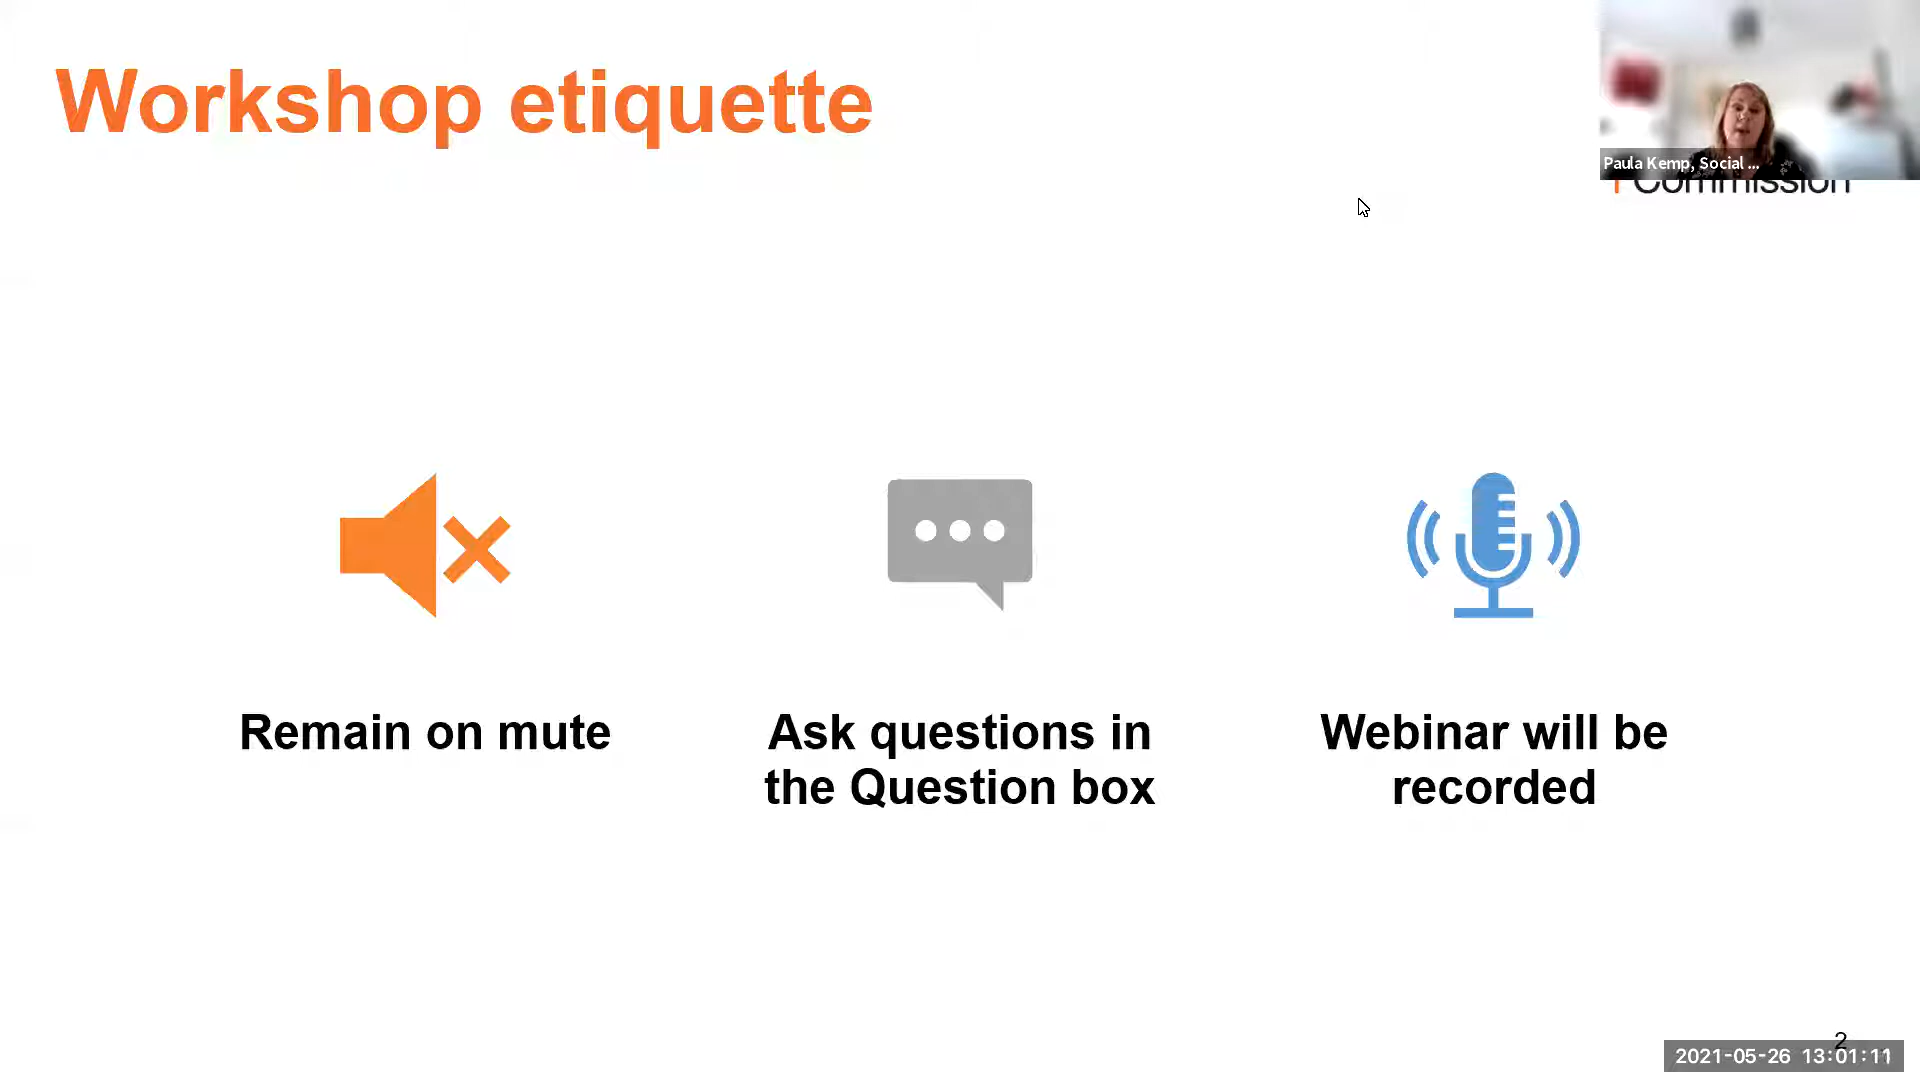 Workshop etiquette
Paula Kemp, Social ...
Commission
Remain on mute
Ask questions in
the Question box
Webinar will be
recorded
2
2021-05-26 13:01:11